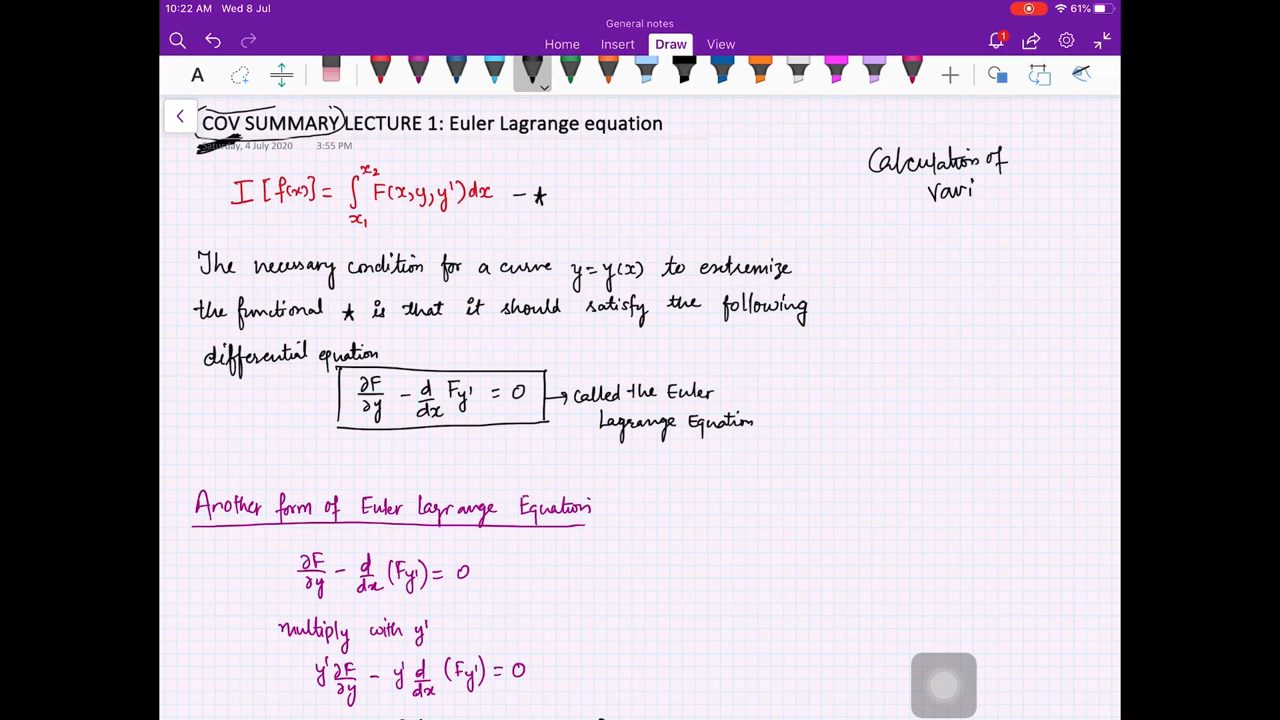 10:22 AM Wed 8 Jul
61%
General notes
Home Insert Draw View
1
A
COV SUMMARY LECTURE 1: Euler Lagrange equation
Saturday, 4 July 2020 3:55 PM
Calculation of
vari
I [f(x)] = ∫_{x₁}^{x₂} F(x, y, y') dx - ★
The necessary condition for a curve y = y(x) to extremize
the functional ★ is that it should satisfy the following
differential equation
∂F/∂y - d/dx Fy' = 0 → called the Euler
Lagrange Equation
Another form of Euler Lagrange Equation
∂F/∂y - d/dx (Fy') = 0
multiply with y'
y' ∂F/∂y - y' d/dx (Fy') = 0